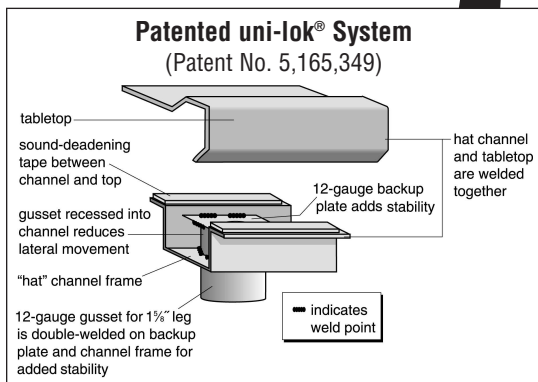 Patented uni-lok® System
(Patent No. 5,165,349)
tabletop
sound-deadening
tape between
channel and top
gusset recessed into
channel reduces
lateral movement
“hat” channel frame
12-gauge gusset for 1⅝˝ leg
is double-welded on backup
plate and channel frame for
added stability
12-gauge backup
plate adds stability
hat channel
and tabletop
are welded
together
indicates
weld point